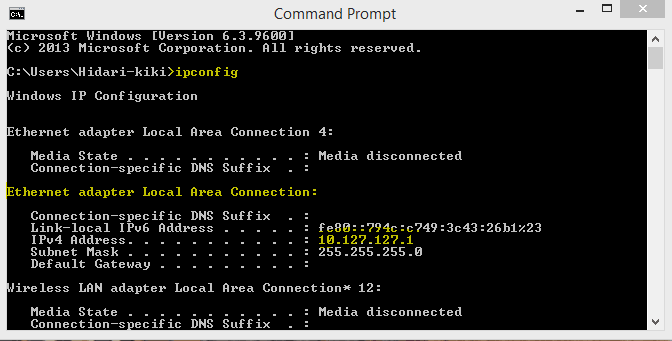 Command Prompt
Microsoft Windows [Version 6.3.9600]
(c) 2013 Microsoft Corporation. All rights reserved.
C:\Users\Hidari-kiki>ipconfig
Windows IP Configuration
Ethernet adapter Local Area Connection 4:
Media State . . . . . . . . . . . : Media disconnected
Connection-specific DNS Suffix  . :
Ethernet adapter Local Area Connection:
Connection-specific DNS Suffix  . :
Link-local IPv6 Address . . . . . : fe80::794c:c749:3c43:26b1%23
IPv4 Address. . . . . . . . . . . : 10.127.127.1
Subnet Mask . . . . . . . . . . . : 255.255.255.0
Default Gateway . . . . . . . . . :
Wireless LAN adapter Local Area Connection* 12:
Media State . . . . . . . . . . . : Media disconnected
Connection-specific DNS Suffix  . :